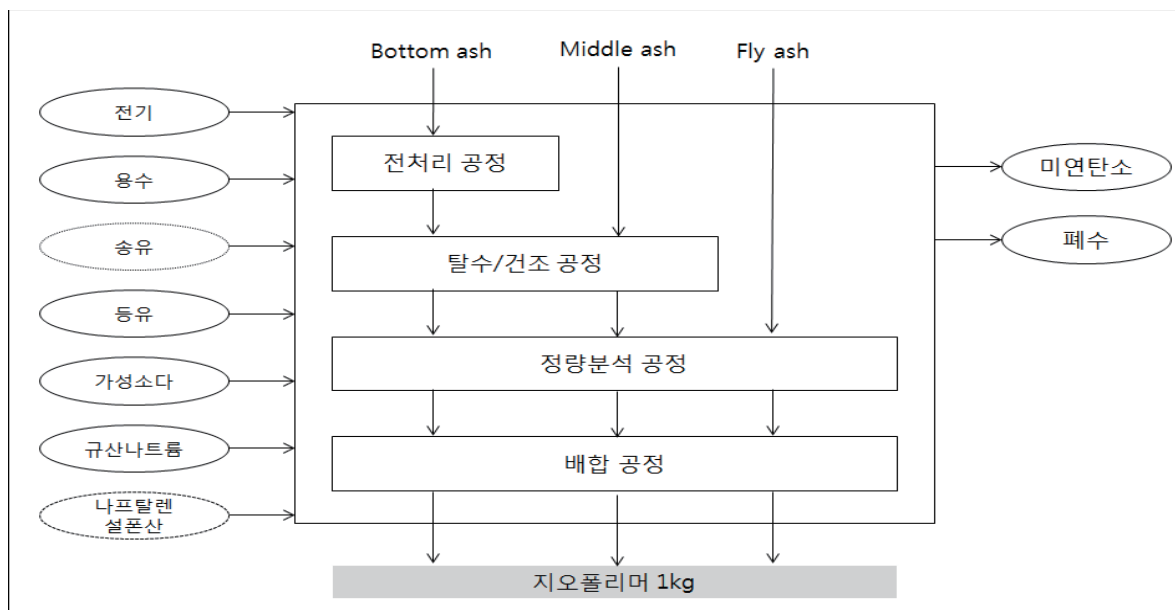 Bottom ash
Middle ash
Fly ash
전기
용수
송유
등유
가성소다
규산나트륨
나프탈렌
설폰산
전처리 공정
탈수/건조 공정
정량분석 공정
배합 공정
미연탄소
폐수
지오폴리머 1kg